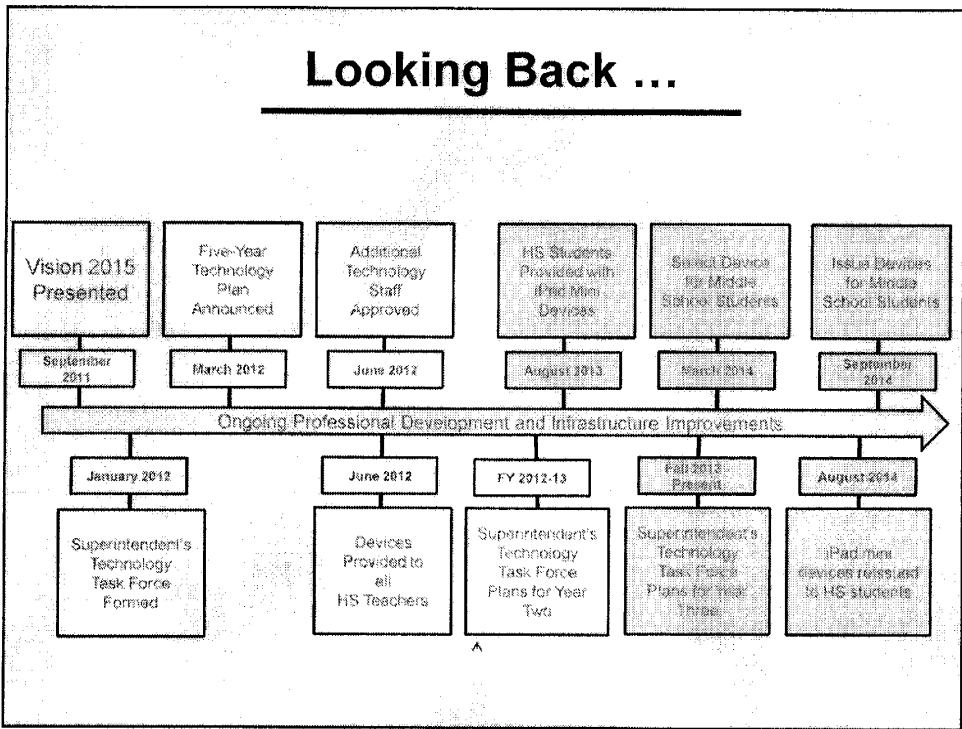 Looking Back ...
Vision 2015
Presented
Five-Year
Technology
Plan
Announced
Additional
Technology
Staff
Approved
HS Students
Provided with
iPad Mini
Devices
Select Device
for Middle
School Students
Issue Devices
for Middle
School Students
September
2011
March 2012
June 2012
August 2013
March 2014
September
2014
Ongoing Professional Development and Infrastructure Improvements
January 2012
June 2012
FY 2012-13
Fall 2013 -
Present
August 2014
Superintendent's
Technology
Task Force
Formed
Devices
Provided to
all
HS Teachers
Superintendent's
Technology
Task Force
Plans for Year
Two
Superintendent's
Technology
Task Force
Plans for Year
Three
iPad mini
devices reissued
to HS students